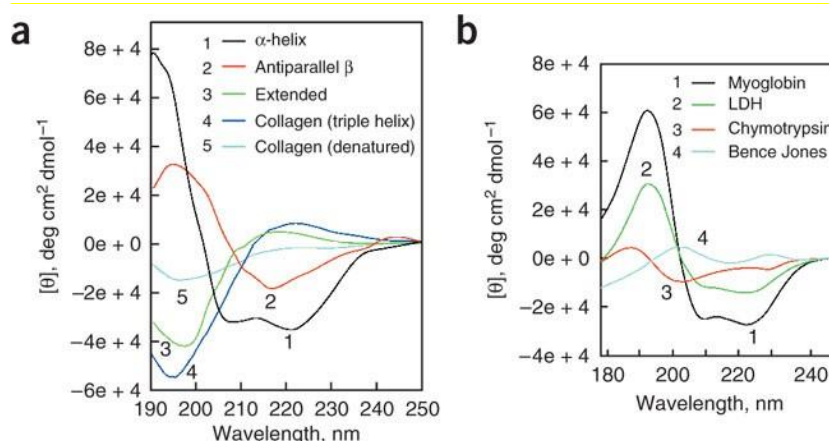 a
1 α-helix
2 Antiparallel β
3 Extended
4 Collagen (triple helix)
5 Collagen (denatured)
8e + 4
6e + 4
4e + 4
2e + 4
0e + 0
−2e + 4
−4e + 4
−6e + 4
[θ], deg cm² dmol⁻¹
5
2
1
3
4
190 200 210 220 230 240 250
Wavelength, nm
b
1 Myoglobin
2 LDH
3 Chymotrypsin
4 Bence Jones
8e + 4
6e + 4
4e + 4
2e + 4
0e + 0
−2e + 4
−4e + 4
[θ], deg cm² dmol⁻¹
2
4
3
1
180 200 220 240
Wavelength, nm